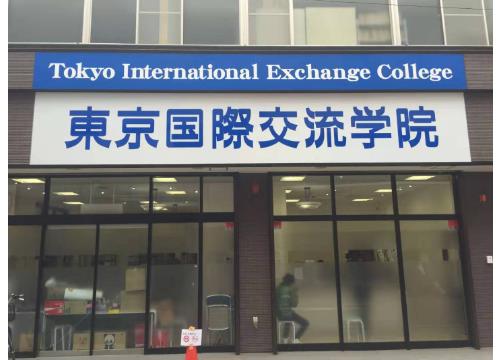 Tokyo International Exchange College
東京国際交流学院